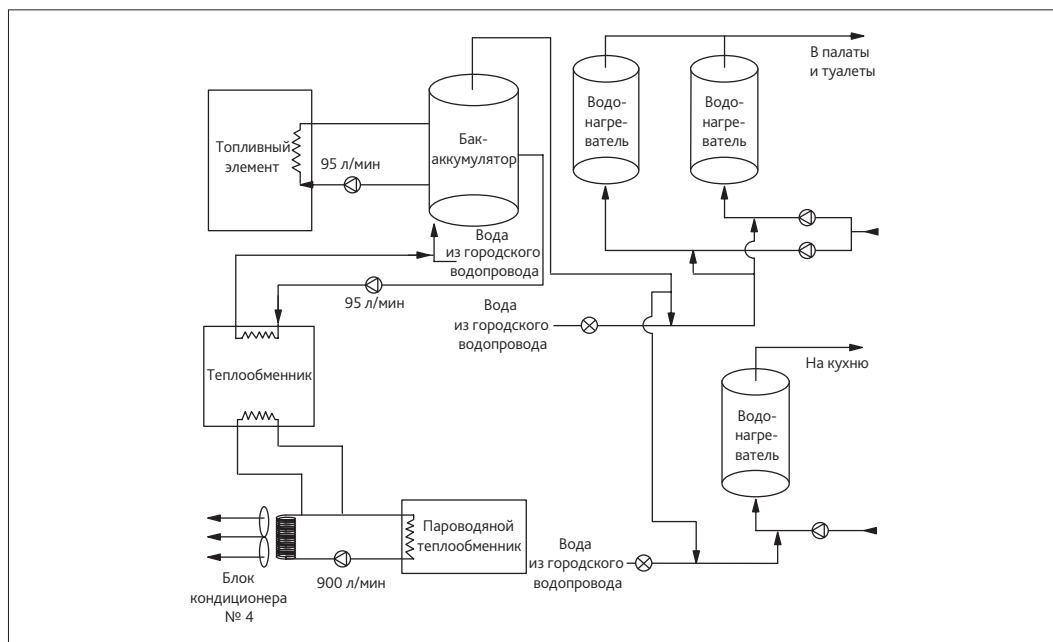 В палаты
и туалеты
Водо-
нагре-
ватель
Водо-
нагре-
ватель
Бак-
аккумулятор
Топливный
элемент
95 л/мин
Вода
из городского
водопровода
95 л/мин
Вода
из городского
водопровода
Теплообменник
На кухню
Водо-
нагре-
ватель
Пароводяной
теплообменник
900 л/мин
Блок
кондиционера
№ 4
Вода
из городского
водопровода